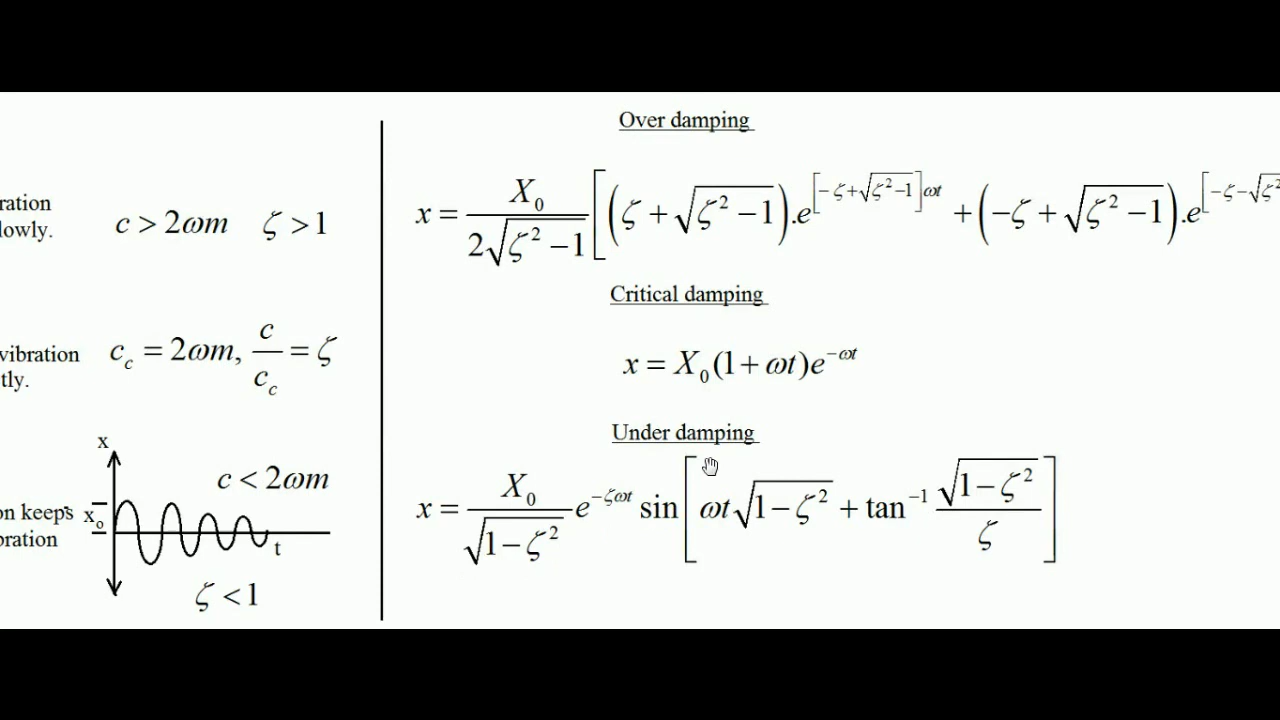 Over damping
ration
lowly.
c > 2ωm ζ > 1
x = X₀ / (2√(ζ² − 1)) [ (ζ + √(ζ² − 1)).e^[−ζ+√(ζ²−1)]ωt + (−ζ + √(ζ² − 1)).e^[−ζ−√ζ²
Critical damping
vibration
tly.
c_c = 2ωm, c/c_c = ζ
x = X₀(1 + ωt)e^−ωt
Under damping
x
c < 2ωm
on keeps
bration
x₀
t
ζ < 1
x = X₀ / √(1 − ζ²) e^−ζωt sin[ ωt√(1 − ζ²) + tan⁻¹ √(1 − ζ²) / ζ ]